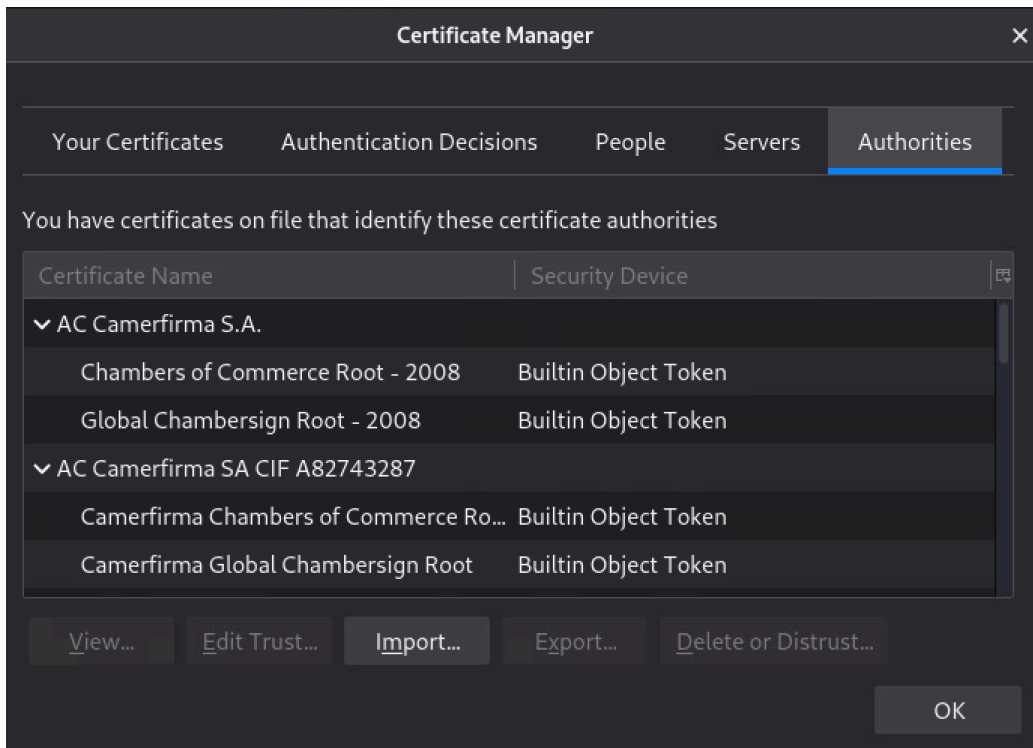 Certificate Manager
Your Certificates Authentication Decisions People Servers Authorities
You have certificates on file that identify these certificate authorities
Certificate Name Security Device
AC Camerfirma S.A.
Chambers of Commerce Root - 2008 Builtin Object Token
Global Chambersign Root - 2008 Builtin Object Token
AC Camerfirma SA CIF A82743287
Camerfirma Chambers of Commerce Ro... Builtin Object Token
Camerfirma Global Chambersign Root Builtin Object Token
View... Edit Trust... Import... Export... Delete or Distrust...
OK